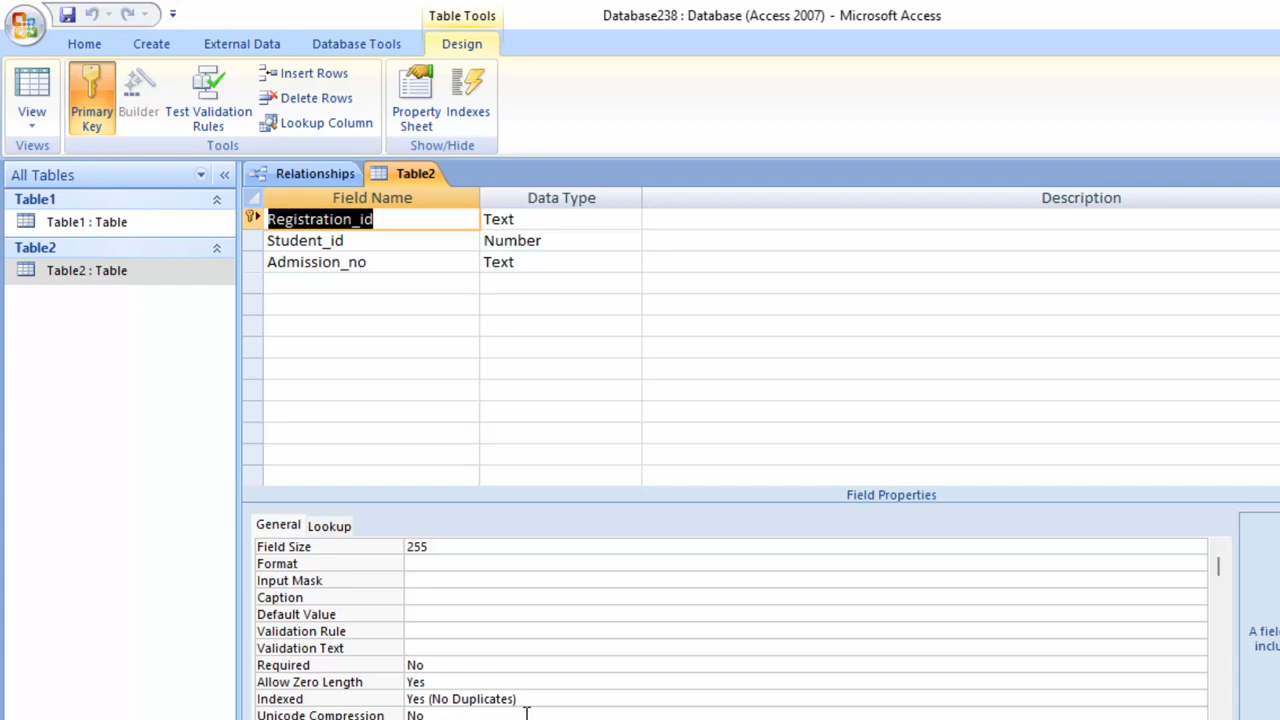 Table Tools
Database238 : Database (Access 2007) - Microsoft Access
Home
Create
External Data
Database Tools
Design
View
Primary Key
Builder
Test Validation Rules
Insert Rows
Delete Rows
Lookup Column
Property Sheet
Indexes
Views
Tools
Show/Hide
All Tables
Relationships
Table2
Table1
Table1 : Table
Table2
Table2 : Table
Field Name
Data Type
Description
Registration_id
Text
Student_id
Number
Admission_no
Text
Field Properties
General
Lookup
Field Size
255
Format
Input Mask
Caption
Default Value
Validation Rule
Validation Text
Required
No
Allow Zero Length
Yes
Indexed
Yes (No Duplicates)
Unicode Compression
No
A fiel
inclu